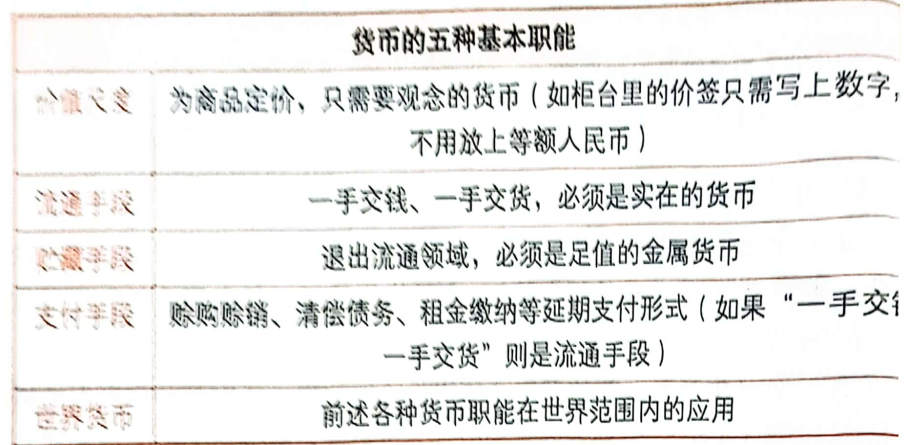 货币的五种基本职能
价值尺度
为商品定价，只需要观念的货币（如柜台里的价签只需写上数字，
不用放上等额人民币）
流通手段
一手交钱、一手交货，必须是实在的货币
贮藏手段
退出流通领域，必须是足值的金属货币
支付手段
赊购赊销、清偿债务、租金缴纳等延期支付形式（如果“一手交
一手交货”则是流通手段）
世界货币
前述各种货币职能在世界范围内的应用